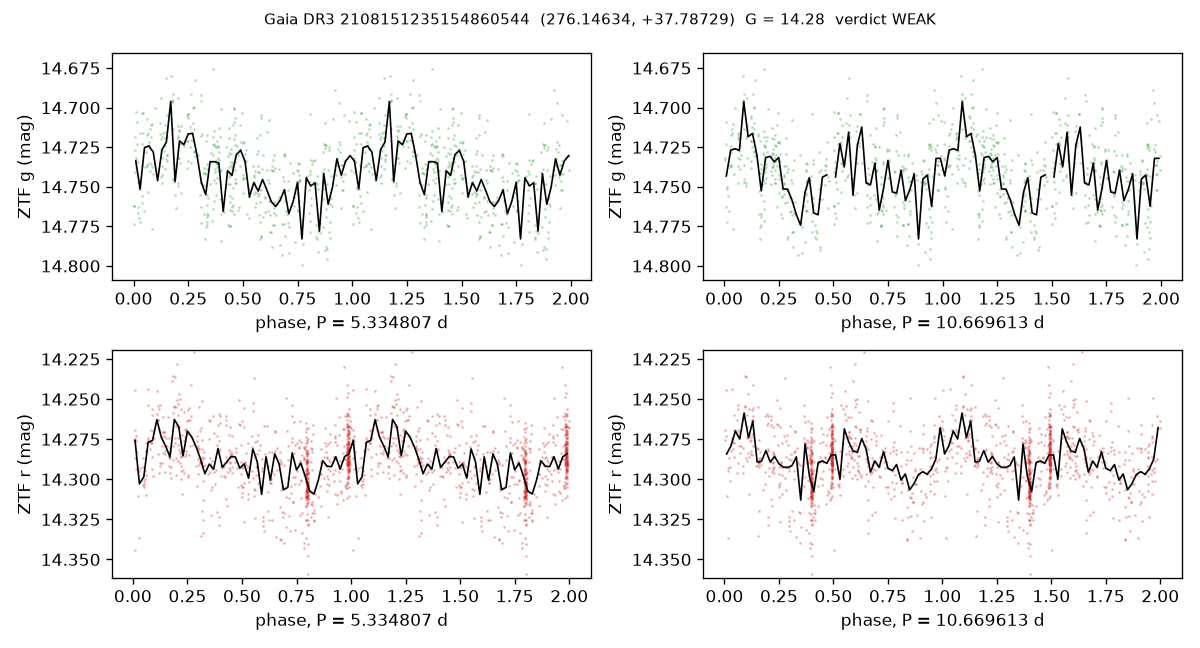 Gaia DR3 2108151235154860544  (276.14634, +37.78729)  G = 14.28  verdict WEAK
14.675
14.700
14.725
14.750
14.775
14.800
ZTF g (mag)
0.00 0.25 0.50 0.75 1.00 1.25 1.50 1.75 2.00
phase, P = 5.334807 d
14.675
14.700
14.725
14.750
14.775
14.800
ZTF g (mag)
0.00 0.25 0.50 0.75 1.00 1.25 1.50 1.75 2.00
phase, P = 10.669613 d
14.225
14.250
14.275
14.300
14.325
14.350
ZTF r (mag)
0.00 0.25 0.50 0.75 1.00 1.25 1.50 1.75 2.00
phase, P = 5.334807 d
14.225
14.250
14.275
14.300
14.325
14.350
ZTF r (mag)
0.00 0.25 0.50 0.75 1.00 1.25 1.50 1.75 2.00
phase, P = 10.669613 d